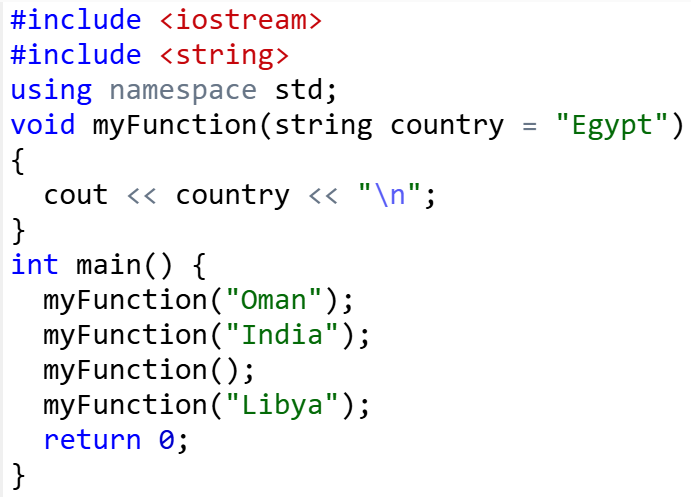 #include <iostream>
#include <string>
using namespace std;
void myFunction(string country = "Egypt")
{
  cout << country << "\n";
}
int main() {
  myFunction("Oman");
  myFunction("India");
  myFunction();
  myFunction("Libya");
  return 0;
}